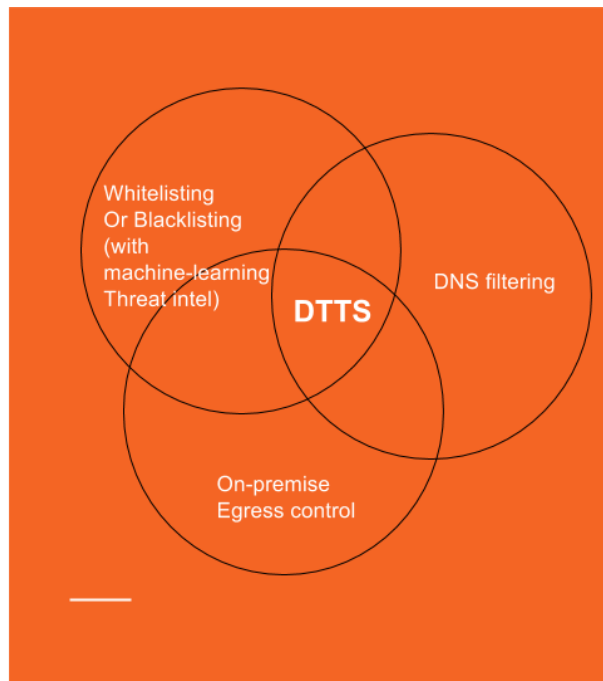 Whitelisting
Or Blacklisting
(with
machine-learning
Threat intel)
DNS filtering
DTTS
On-premise
Egress control